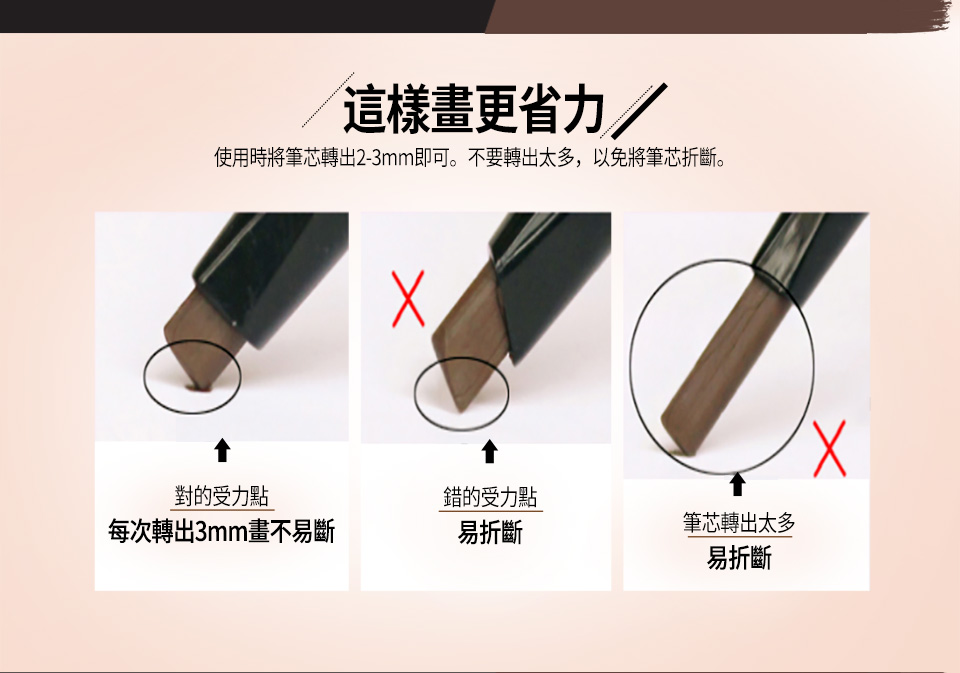 這樣畫更省力
使用時將筆芯轉出2-3mm即可。不要轉出太多，以免將筆芯折斷。
對的受力點
每次轉出3mm畫不易斷
錯的受力點
易折斷
筆芯轉出太多
易折斷